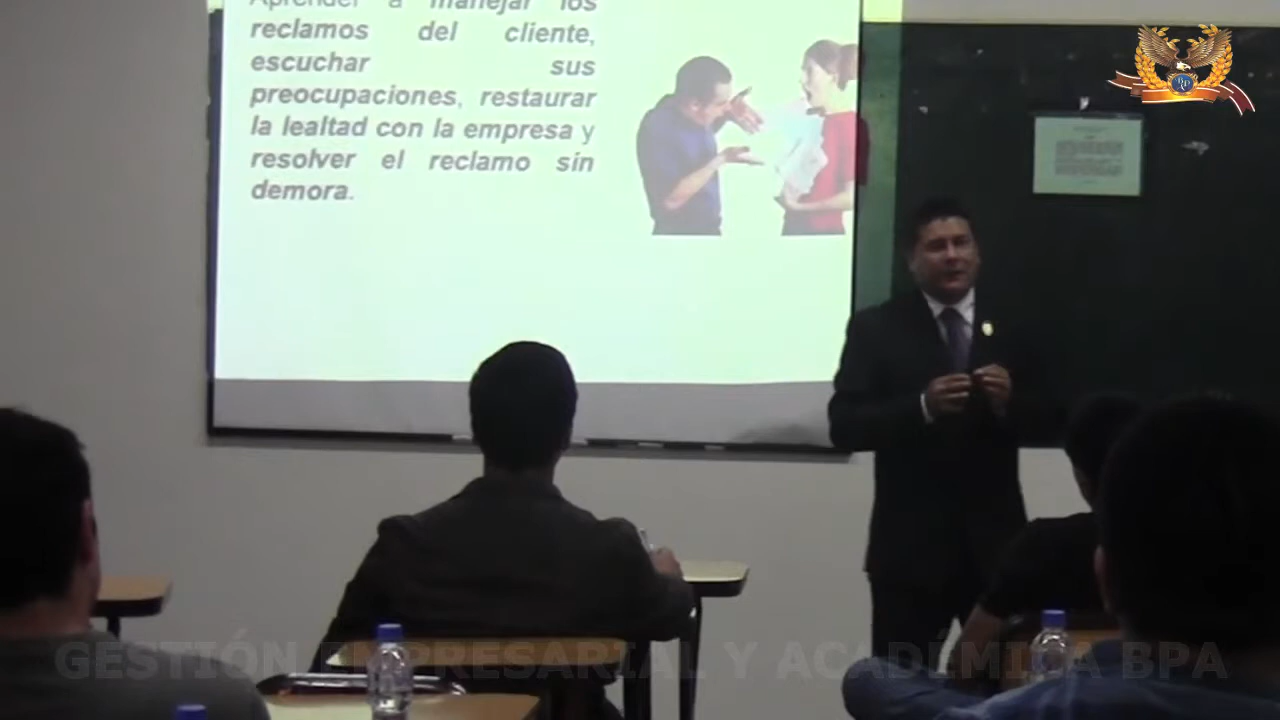 Aprender a manejar los
reclamos del cliente,
escuchar sus
preocupaciones, restaurar
la lealtad con la empresa y
resolver el reclamo sin
demora.
GESTIÓN EMPRESARIAL Y ACADÉMICA BPA